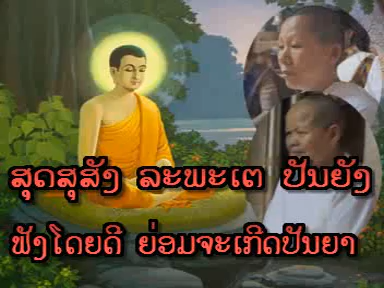 ສຸດສຸສັງ ລະພະເຕ ປັນຍັງ
ຟັງໂດຍດີ ຍ່ອມຈະເກີດປັນຍາ